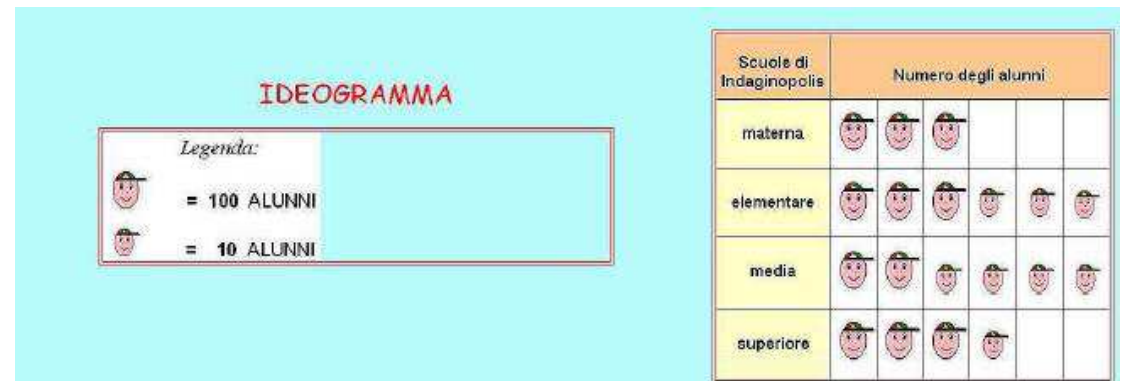 IDEOGRAMMA
Legenda:
= 100 ALUNNI
= 10 ALUNNI
Scuole di
Indaginopolis
Numero degli alunni
materna
elementare
media
superiore